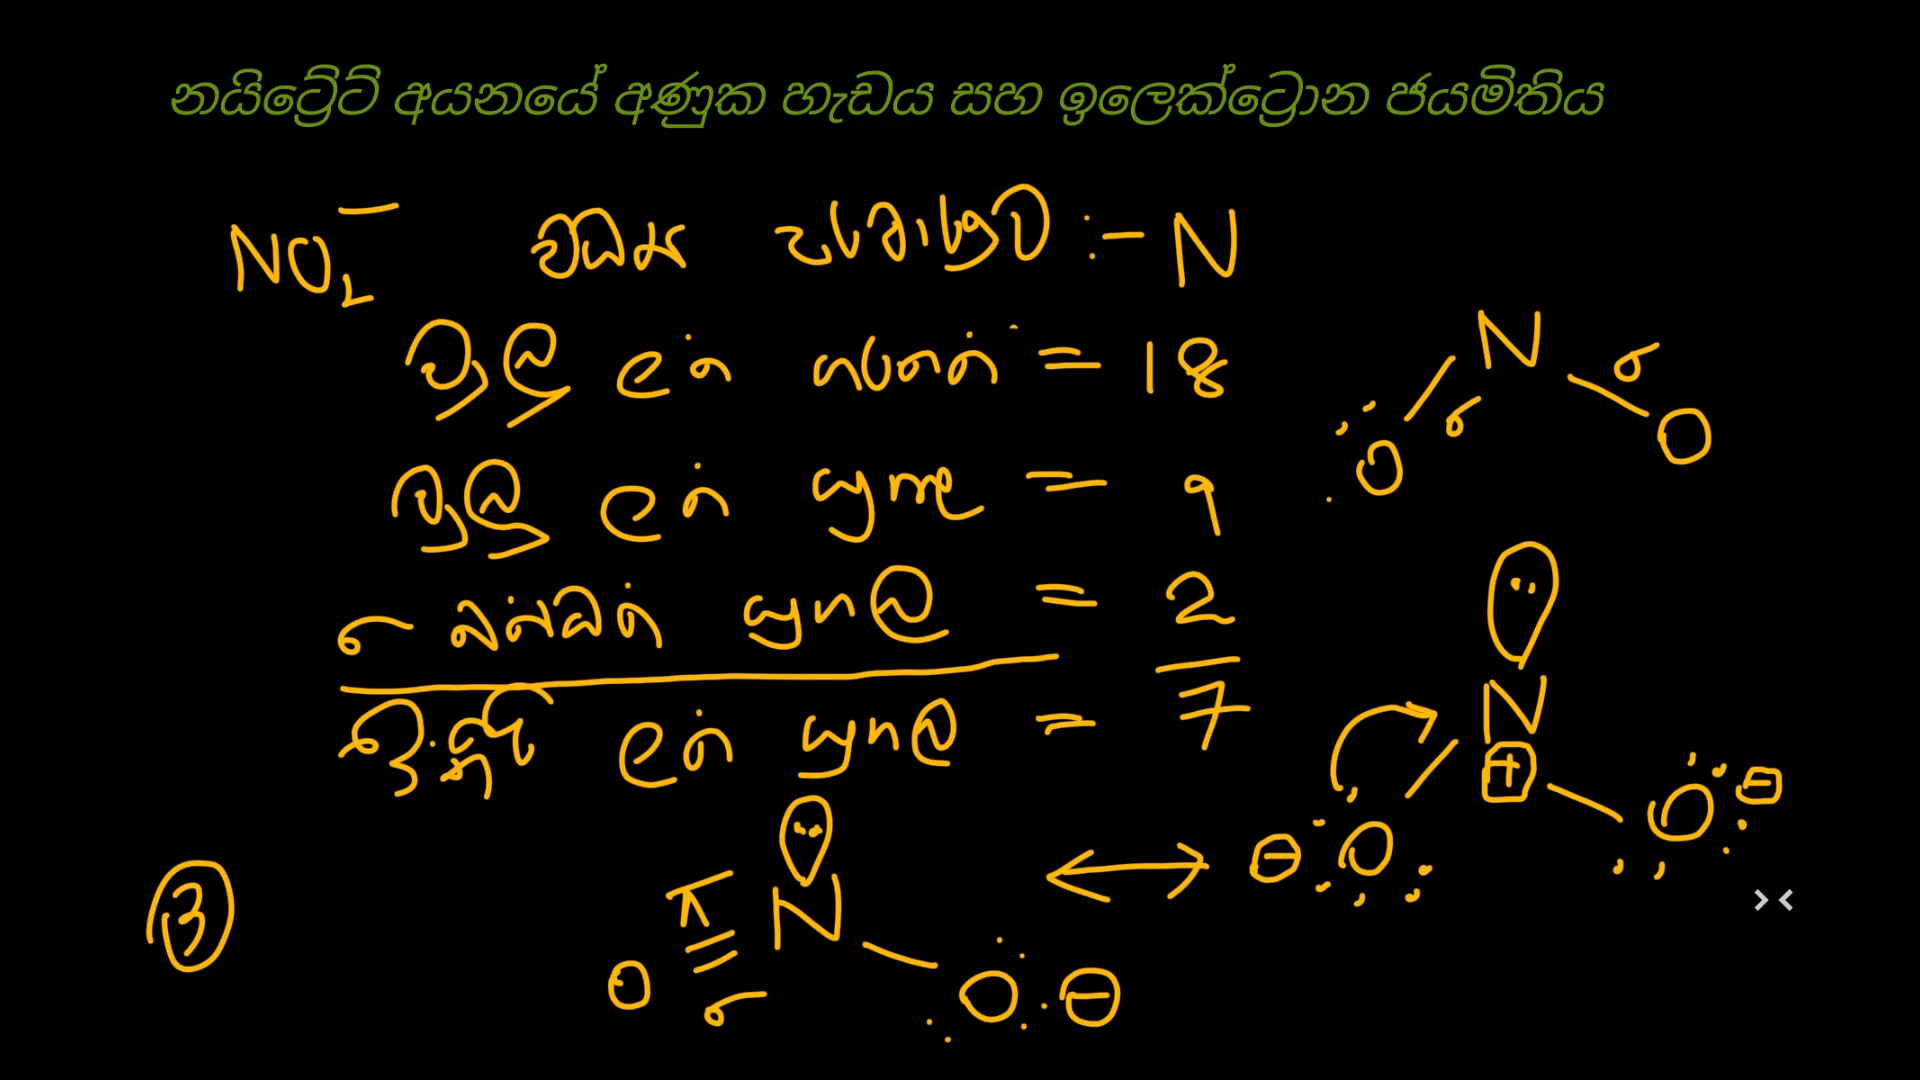 නයිට්‍රේට් අයනයේ අණුක හැඩය සහ ඉලෙක්ට්‍රොන ජ්‍යමිතිය
NO₂⁻ මධ්‍ය පරමාණුව :- N
මුළු e න් ගණන = 18
මුළු e න් යුගල = 9
σ බන්ධන යුගල = 2
ඉතිරි e න් යුගල = 7
N
σ
σ
O
O
N
+
⊖ O
O ⊖
3
π
N
O
σ
O ⊖